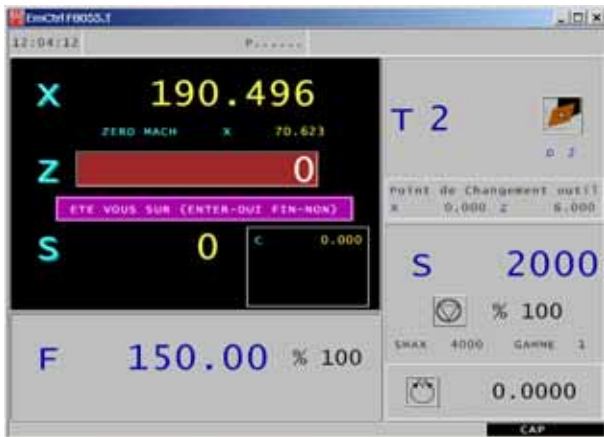 EmCtrl F8055.T
12:04:12 P......
X 190.496
ZERO MACH X 70.623
Z 0
ETE VOUS SUR (ENTER-OUI FIN-NON)
S 0
C 0.000
F 150.00 % 100
T 2
D 2
Point de Changement outil
X 0.000 Z 6.000
S 2000
% 100
SMAX 4000 GAMME 1
0.0000
CAP